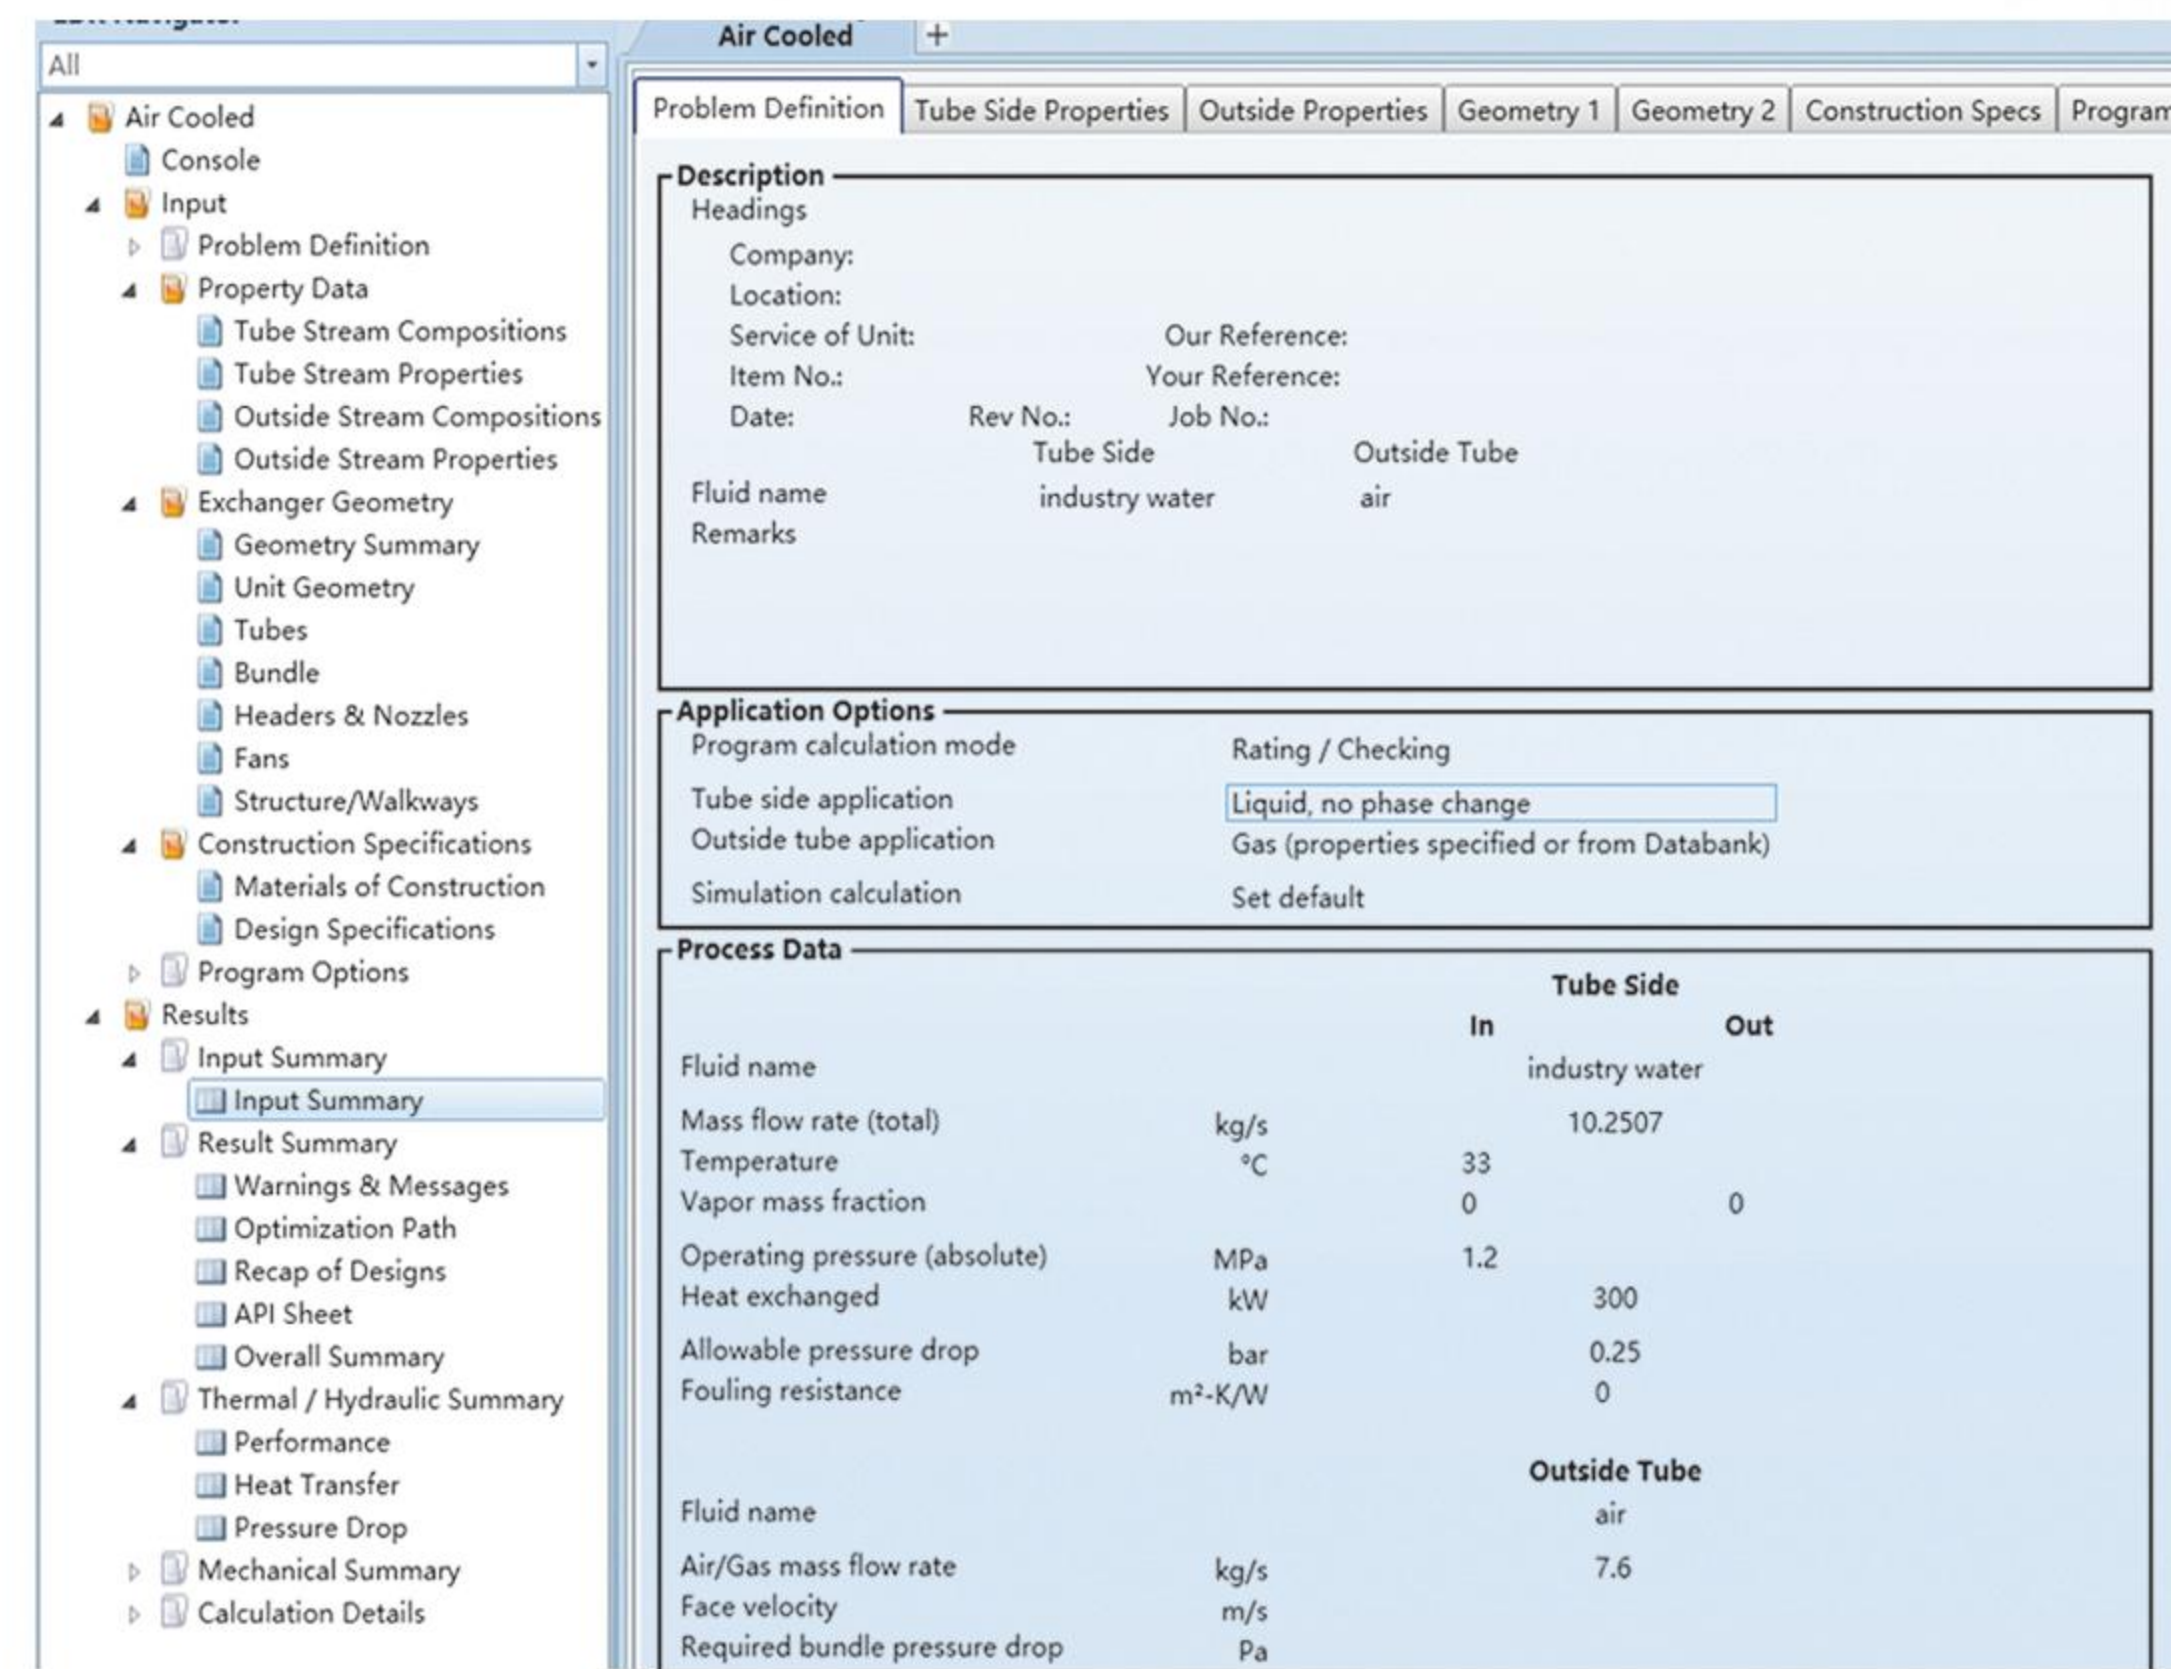 All
Air Cooled
Console
Input
Problem Definition
Property Data
Tube Stream Compositions
Tube Stream Properties
Outside Stream Compositions
Outside Stream Properties
Exchanger Geometry
Geometry Summary
Unit Geometry
Tubes
Bundle
Headers & Nozzles
Fans
Structure/Walkways
Construction Specifications
Materials of Construction
Design Specifications
Program Options
Results
Input Summary
Input Summary
Result Summary
Warnings & Messages
Optimization Path
Recap of Designs
API Sheet
Overall Summary
Thermal / Hydraulic Summary
Performance
Heat Transfer
Pressure Drop
Mechanical Summary
Calculation Details
Air Cooled +
Problem Definition Tube Side Properties Outside Properties Geometry 1 Geometry 2 Construction Specs Program
Description
Headings
Company:
Location:
Service of Unit: Our Reference:
Item No.: Your Reference:
Date: Rev No.: Job No.:
Tube Side Outside Tube
Fluid name industry water air
Remarks
Application Options
Program calculation mode Rating / Checking
Tube side application Liquid, no phase change
Outside tube application Gas (properties specified or from Databank)
Simulation calculation Set default
Process Data
Tube Side
In Out
Fluid name industry water
Mass flow rate (total) kg/s 10.2507
Temperature °C 33
Vapor mass fraction 0 0
Operating pressure (absolute) MPa 1.2
Heat exchanged kW 300
Allowable pressure drop bar 0.25
Fouling resistance m²-K/W 0
Outside Tube
Fluid name air
Air/Gas mass flow rate kg/s 7.6
Face velocity m/s
Required bundle pressure drop Pa